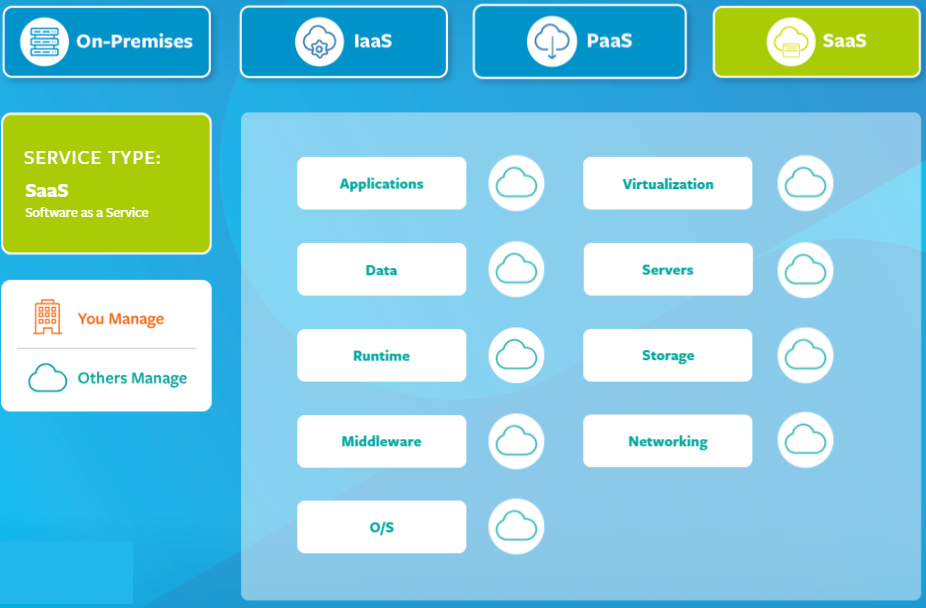 On-Premises
IaaS
PaaS
SaaS
SERVICE TYPE:
SaaS
Software as a Service
You Manage
Others Manage
Applications
Virtualization
Data
Servers
Runtime
Storage
Middleware
Networking
O/S